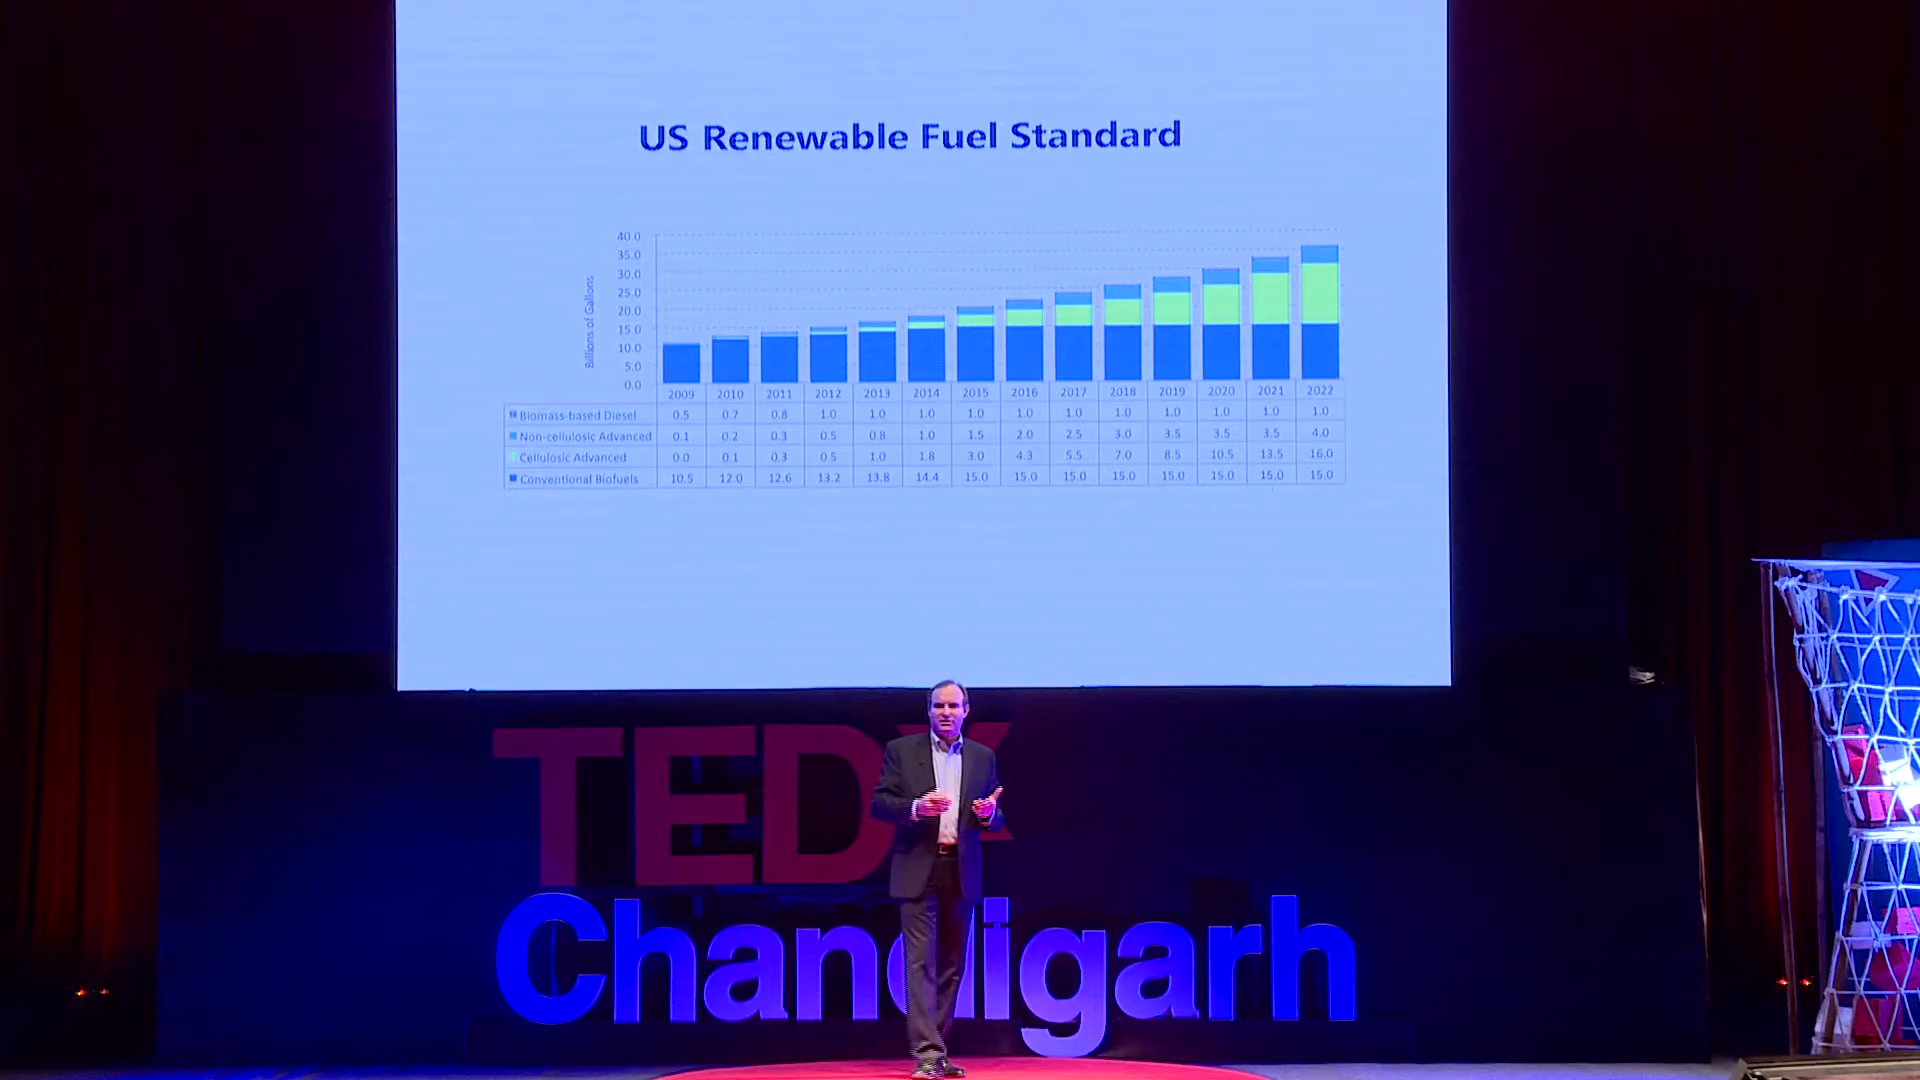 US Renewable Fuel Standard
40.0
35.0
30.0
25.0
20.0
15.0
10.0
5.0
0.0
Billions of Gallons
2009 2010 2011 2012 2013 2014 2015 2016 2017 2018 2019 2020 2021 2022
Biomass-based Diesel 0.5 0.7 0.8 1.0 1.0 1.0 1.0 1.0 1.0 1.0 1.0 1.0 1.0 1.0
Non-cellulosic Advanced 0.1 0.2 0.3 0.5 0.8 1.0 1.5 2.0 2.5 3.0 3.5 3.5 3.5 4.0
Cellulosic Advanced 0.0 0.1 0.3 0.5 1.0 1.8 3.0 4.3 5.5 7.0 8.5 10.5 13.5 16.0
Conventional Biofuels 10.5 12.0 12.6 13.2 13.8 14.4 15.0 15.0 15.0 15.0 15.0 15.0 15.0 15.0
TEDx
Chandigarh